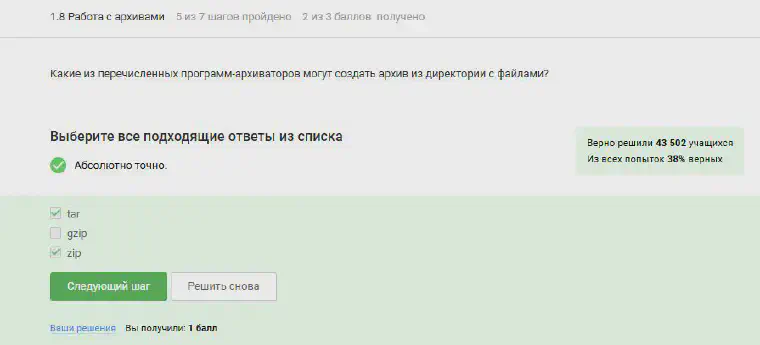 1.8 Работа с архивами 5 из 7 шагов пройдено 2 из 3 баллов получено
Какие из перечисленных программ-архиваторов могут создать архив из директории с файлами?
Выберите все подходящие ответы из списка
Абсолютно точно.
Верно решили 43 502 учащихся
Из всех попыток 38% верных
tar
gzip
zip
Следующий шаг Решить снова
Ваши решения Вы получили: 1 балл